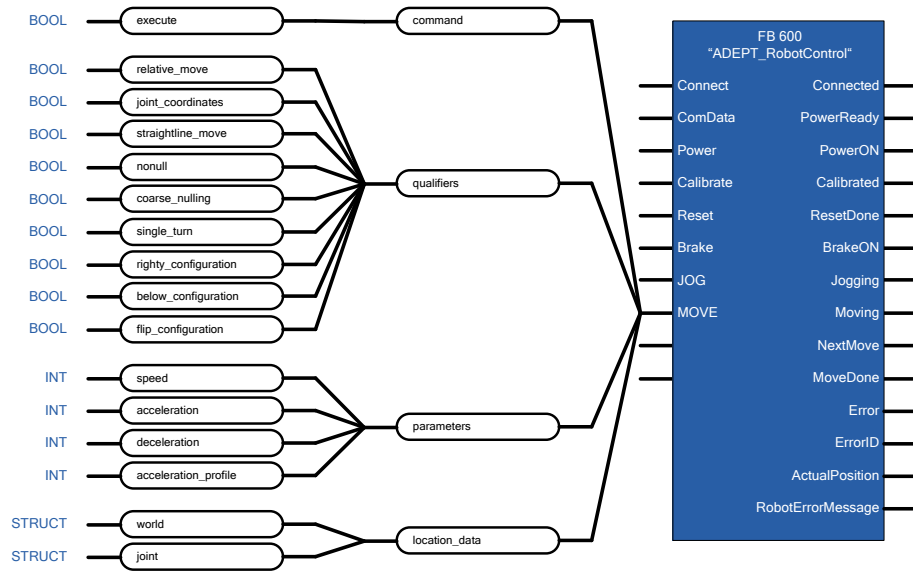 BOOL execute command
BOOL relative_move
BOOL joint_coordinates
BOOL straightline_move
BOOL nonull
BOOL coarse_nulling
BOOL single_turn
BOOL righty_configuration
BOOL below_configuration
BOOL flip_configuration
qualifiers
INT speed
INT acceleration
INT deceleration
INT acceleration_profile
parameters
STRUCT world
STRUCT joint
location_data
FB 600
“ADEPT_RobotControl“
Connect Connected
ComData PowerReady
Power PowerON
Calibrate Calibrated
Reset ResetDone
Brake BrakeON
JOG Jogging
MOVE Moving
NextMove
MoveDone
Error
ErrorID
ActualPosition
RobotErrorMessage